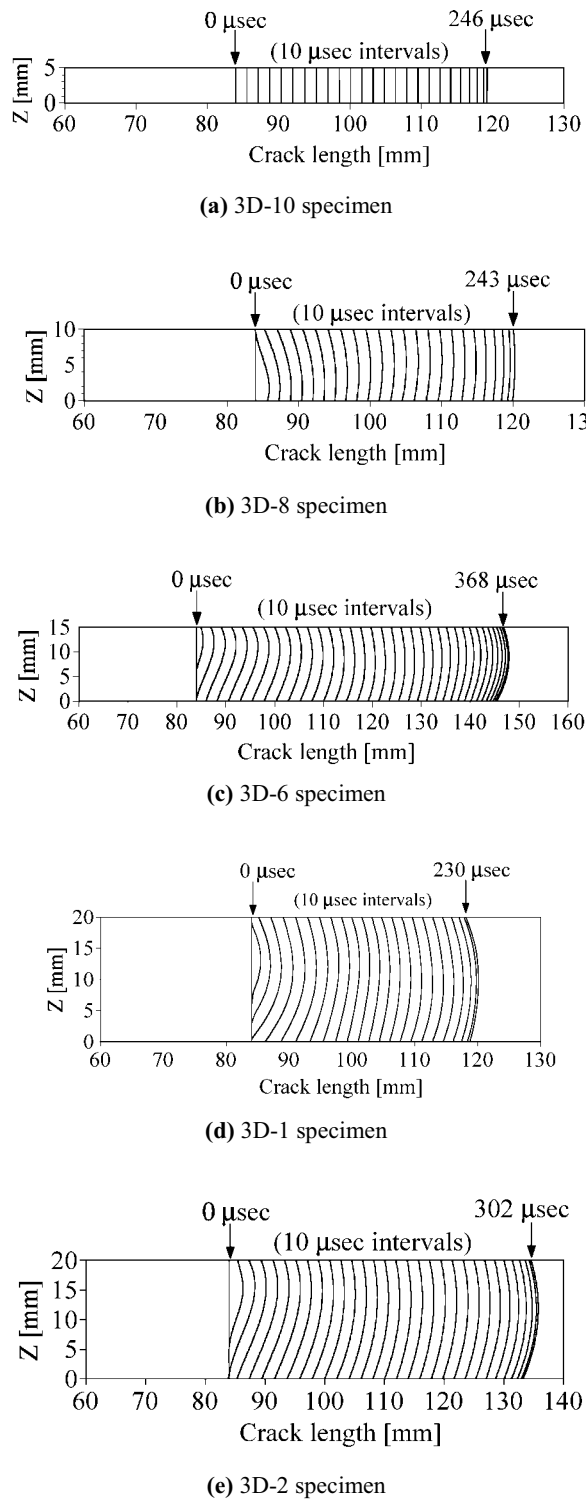 0 μsec 246 μsec
(10 μsec intervals)
Z [mm]
5
0
60 70 80 90 100 110 120 130
Crack length [mm]
(a) 3D-10 specimen
0 μsec 243 μsec
(10 μsec intervals)
Z [mm]
10
5
0
60 70 80 90 100 110 120 13
Crack length [mm]
(b) 3D-8 specimen
0 μsec 368 μsec
(10 μsec intervals)
Z [mm]
15
10
5
0
60 70 80 90 100 110 120 130 140 150 160
Crack length [mm]
(c) 3D-6 specimen
0 μsec 230 μsec
(10 μsec intervals)
Z [mm]
20
15
10
5
0
60 70 80 90 100 110 120 130
Crack length [mm]
(d) 3D-1 specimen
0 μsec 302 μsec
(10 μsec intervals)
Z [mm]
20
15
10
5
0
60 70 80 90 100 110 120 130 140
Crack length [mm]
(e) 3D-2 specimen